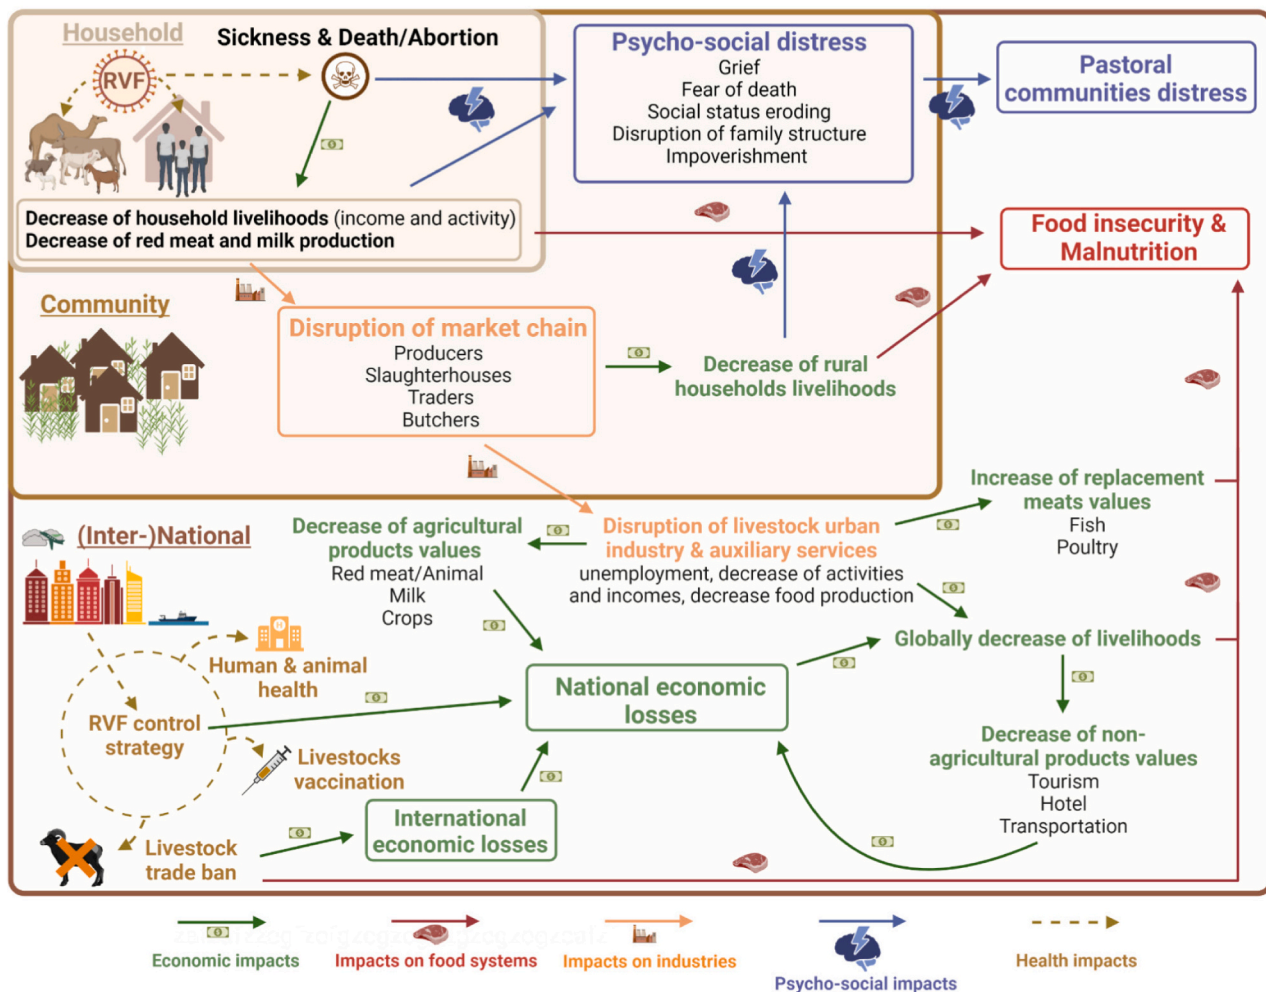 Household
Sickness & Death/Abortion
RVF
Psycho-social distress
Grief
Fear of death
Social status eroding
Disruption of family structure
Impoverishment
Pastoral
communities distress
Decrease of household livelihoods (income and activity)
Decrease of red meat and milk production
Food insecurity &
Malnutrition
Community
Disruption of market chain
Producers
Slaughterhouses
Traders
Butchers
Decrease of rural
households livelihoods
(Inter-)National
Decrease of agricultural
products values
Red meat/Animal
Milk
Crops
Disruption of livestock urban
industry & auxiliary services
unemployment, decrease of activities
and incomes, decrease food production
Increase of replacement
meats values
Fish
Poultry
Globally decrease of livelihoods
Human & animal
health
RVF control
strategy
Livestocks
vaccination
Livestock
trade ban
National economic
losses
International
economic losses
Decrease of non-
agricultural products values
Tourism
Hotel
Transportation
Economic impacts
Impacts on food systems
Impacts on industries
Psycho-social impacts
Health impacts